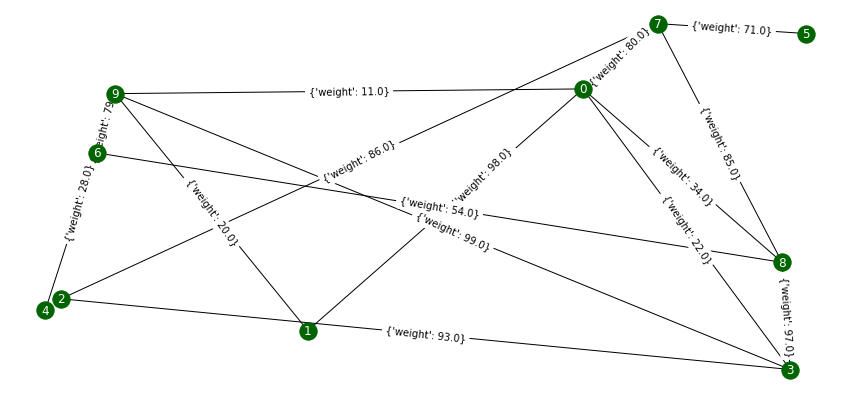 7
{'weight': 71.0}
5
{'weight': 80.0}
0
9
{'weight': 11.0}
{'weight': 85.0}
6
{'weight': 86.0}
{'weight': 98.0}
{'weight': 34.0}
{'weight': 28.0}
{'weight': 20.0}
{'weight': 54.0}
{'weight': 99.0}
{'weight': 22.0}
8
2
4
1
{'weight': 93.0}
{'weight': 97.0}
3